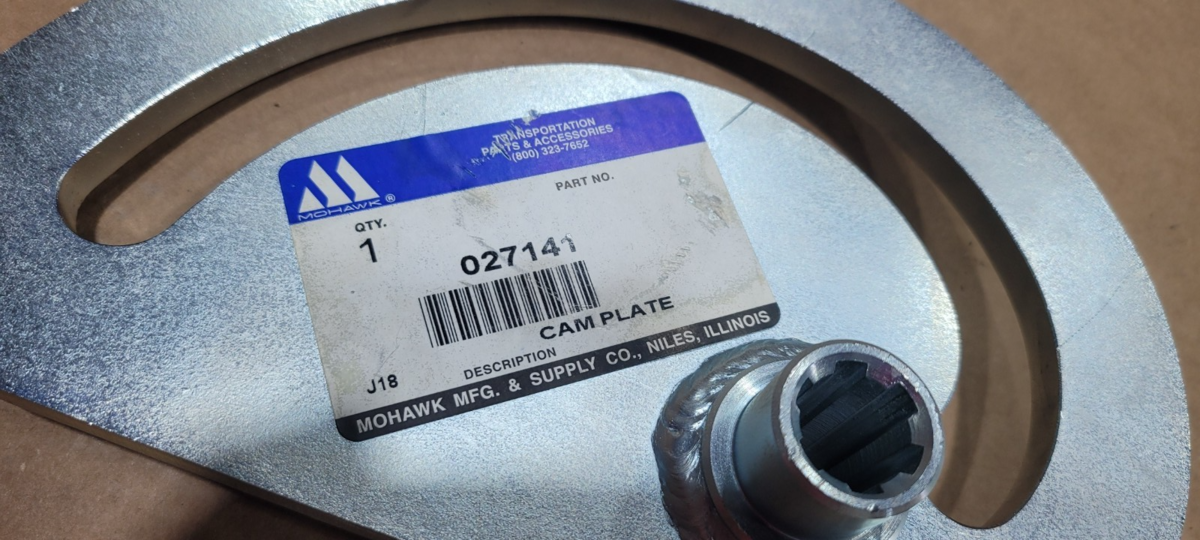 TRANSPORTATION
PARTS & ACCESSORIES
(800) 323-7652
MOHAWK ®
PART NO.
QTY.
1
027141
CAM PLATE
DESCRIPTION
J18
MOHAWK MFG. & SUPPLY CO., NILES, ILLINOIS